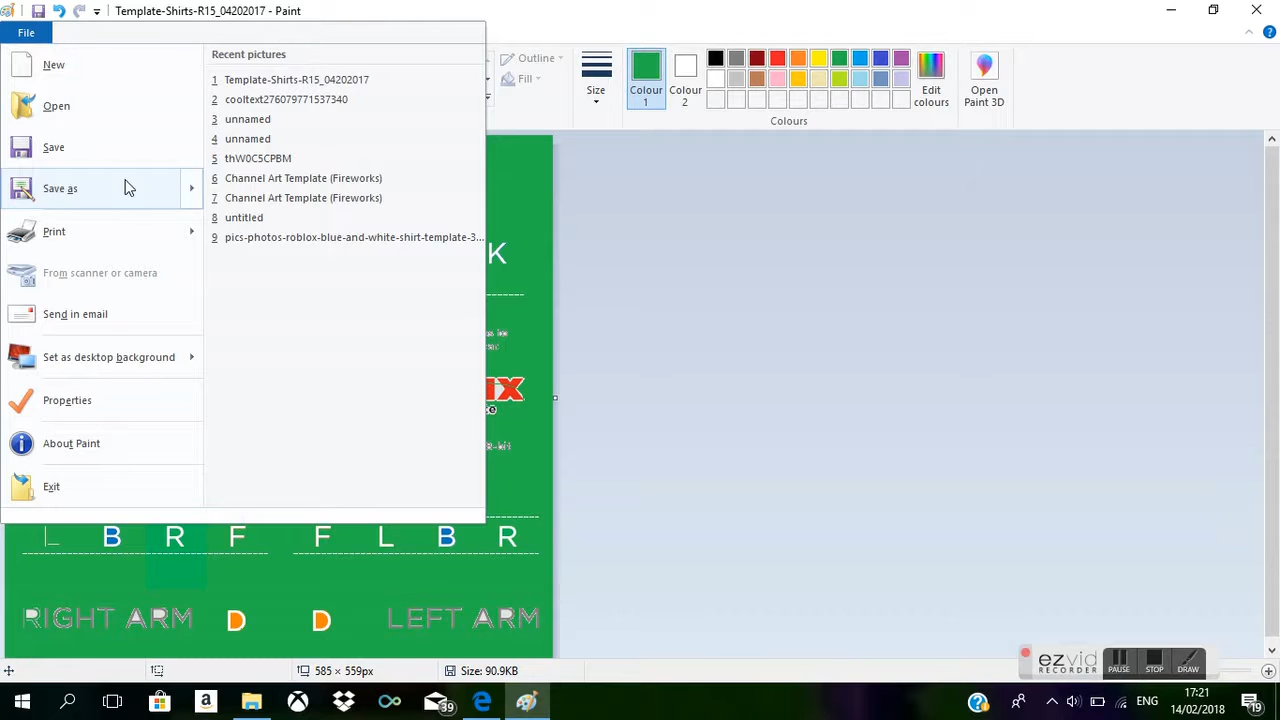 Template-Shirts-R15_04202017 - Paint
File
New
Open
Save
Save as
Print
From scanner or camera
Send in email
Set as desktop background
Properties
About Paint
Exit
Recent pictures
1 Template-Shirts-R15_04202017
2 cooltext276079771537340
3 unnamed
4 unnamed
5 thW0C5CPBM
6 Channel Art Template (Fireworks)
7 Channel Art Template (Fireworks)
8 untitled
9 pics-photos-roblox-blue-and-white-shirt-template-3...
Outline
Fill
Size
Colour 1
Colour 2
Edit colours
Open Paint 3D
Colours
K
L B R F F L B R
RIGHT ARM D D LEFT ARM
585 × 559px
Size: 90.9KB
ezvid
RECORDER
PAUSE
STOP
DRAW
39
ENG
17:21
14/02/2018
19